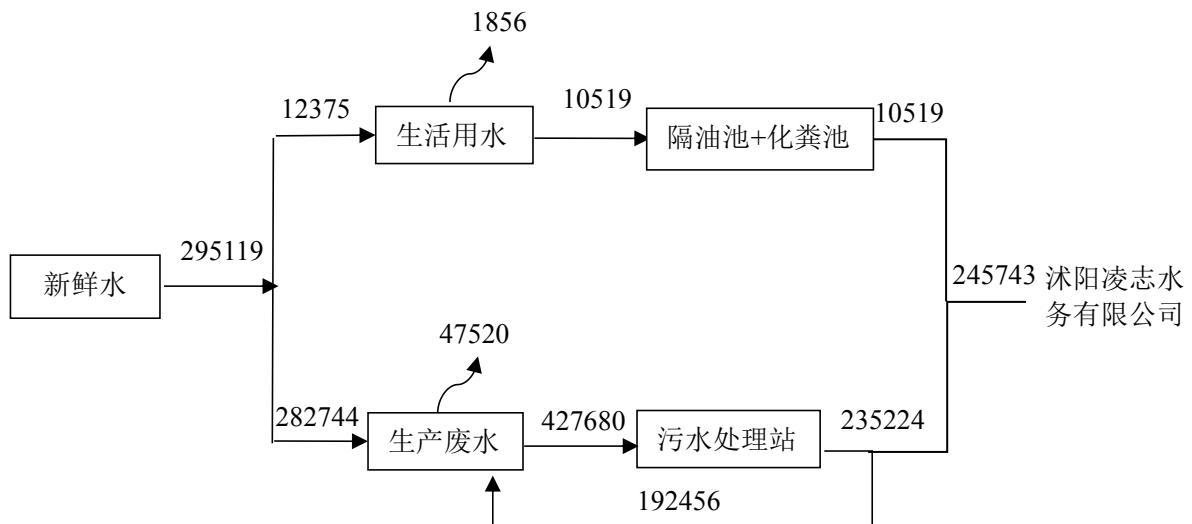 1856
12375
生活用水
10519
隔油池+化粪池
10519
新鲜水
295119
245743
沭阳凌志水
务有限公司
47520
282744
生产废水
427680
污水处理站
235224
192456